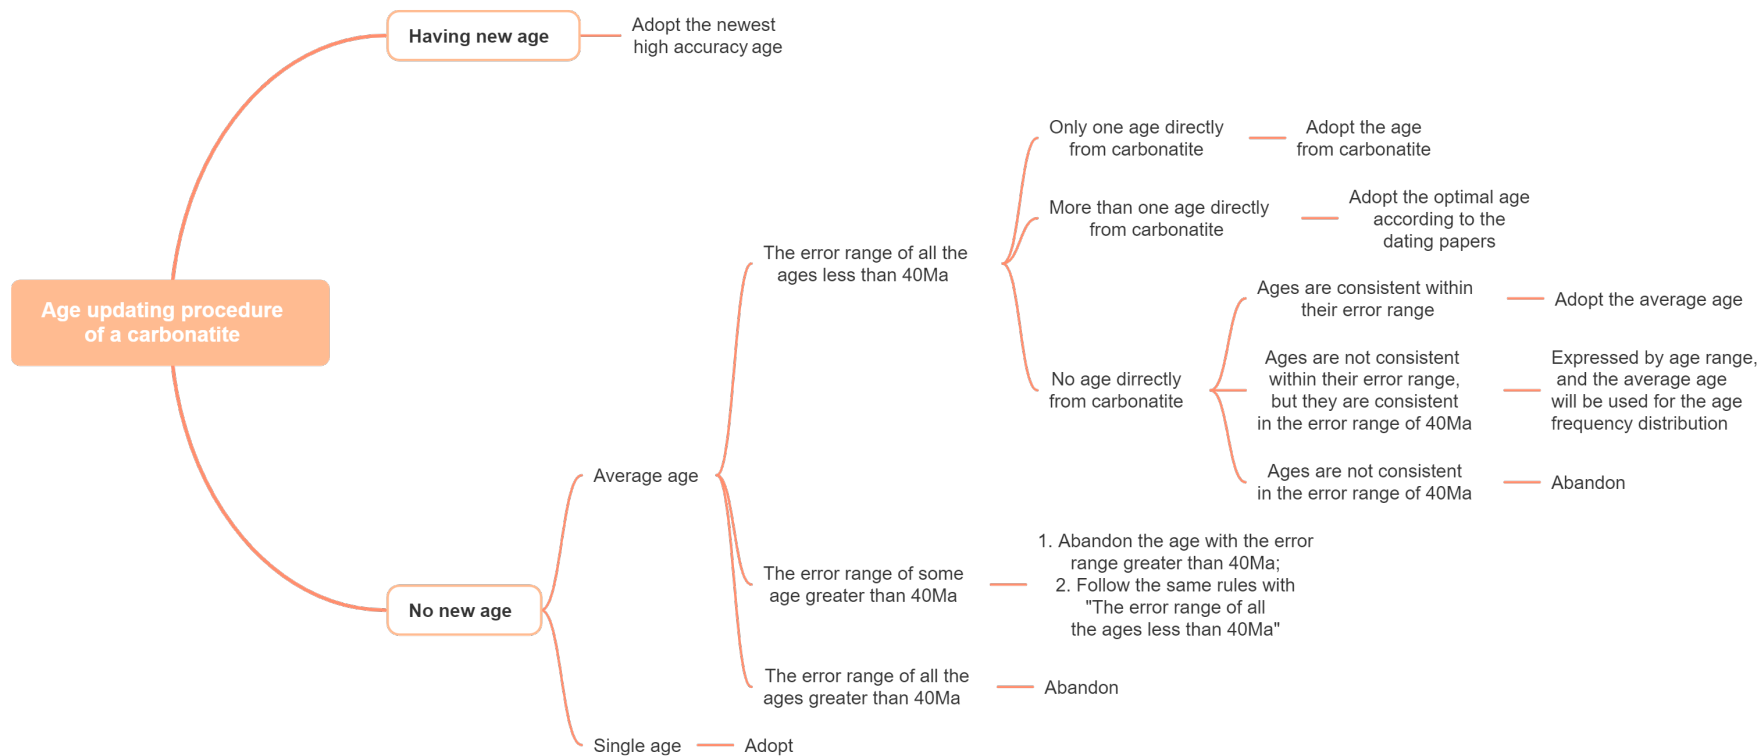 Having new age
Adopt the newest
high accuracy age
Age updating procedure
of a carbonatite
No new age
Average age
The error range of all the
ages less than 40Ma
Only one age directly
from carbonatite
Adopt the age
from carbonatite
More than one age directly
from carbonatite
Adopt the optimal age
according to the
dating papers
No age dirrectly
from carbonatite
Ages are consistent within
their error range
Adopt the average age
Ages are not consistent
within their error range,
but they are consistent
in the error range of 40Ma
Expressed by age range,
and the average age
will be used for the age
frequency distribution
Ages are not consistent
in the error range of 40Ma
Abandon
The error range of some
age greater than 40Ma
1. Abandon the age with the error
range greater than 40Ma;
2. Follow the same rules with
"The error range of all
the ages less than 40Ma"
The error range of all the
ages greater than 40Ma
Abandon
Single age
Adopt